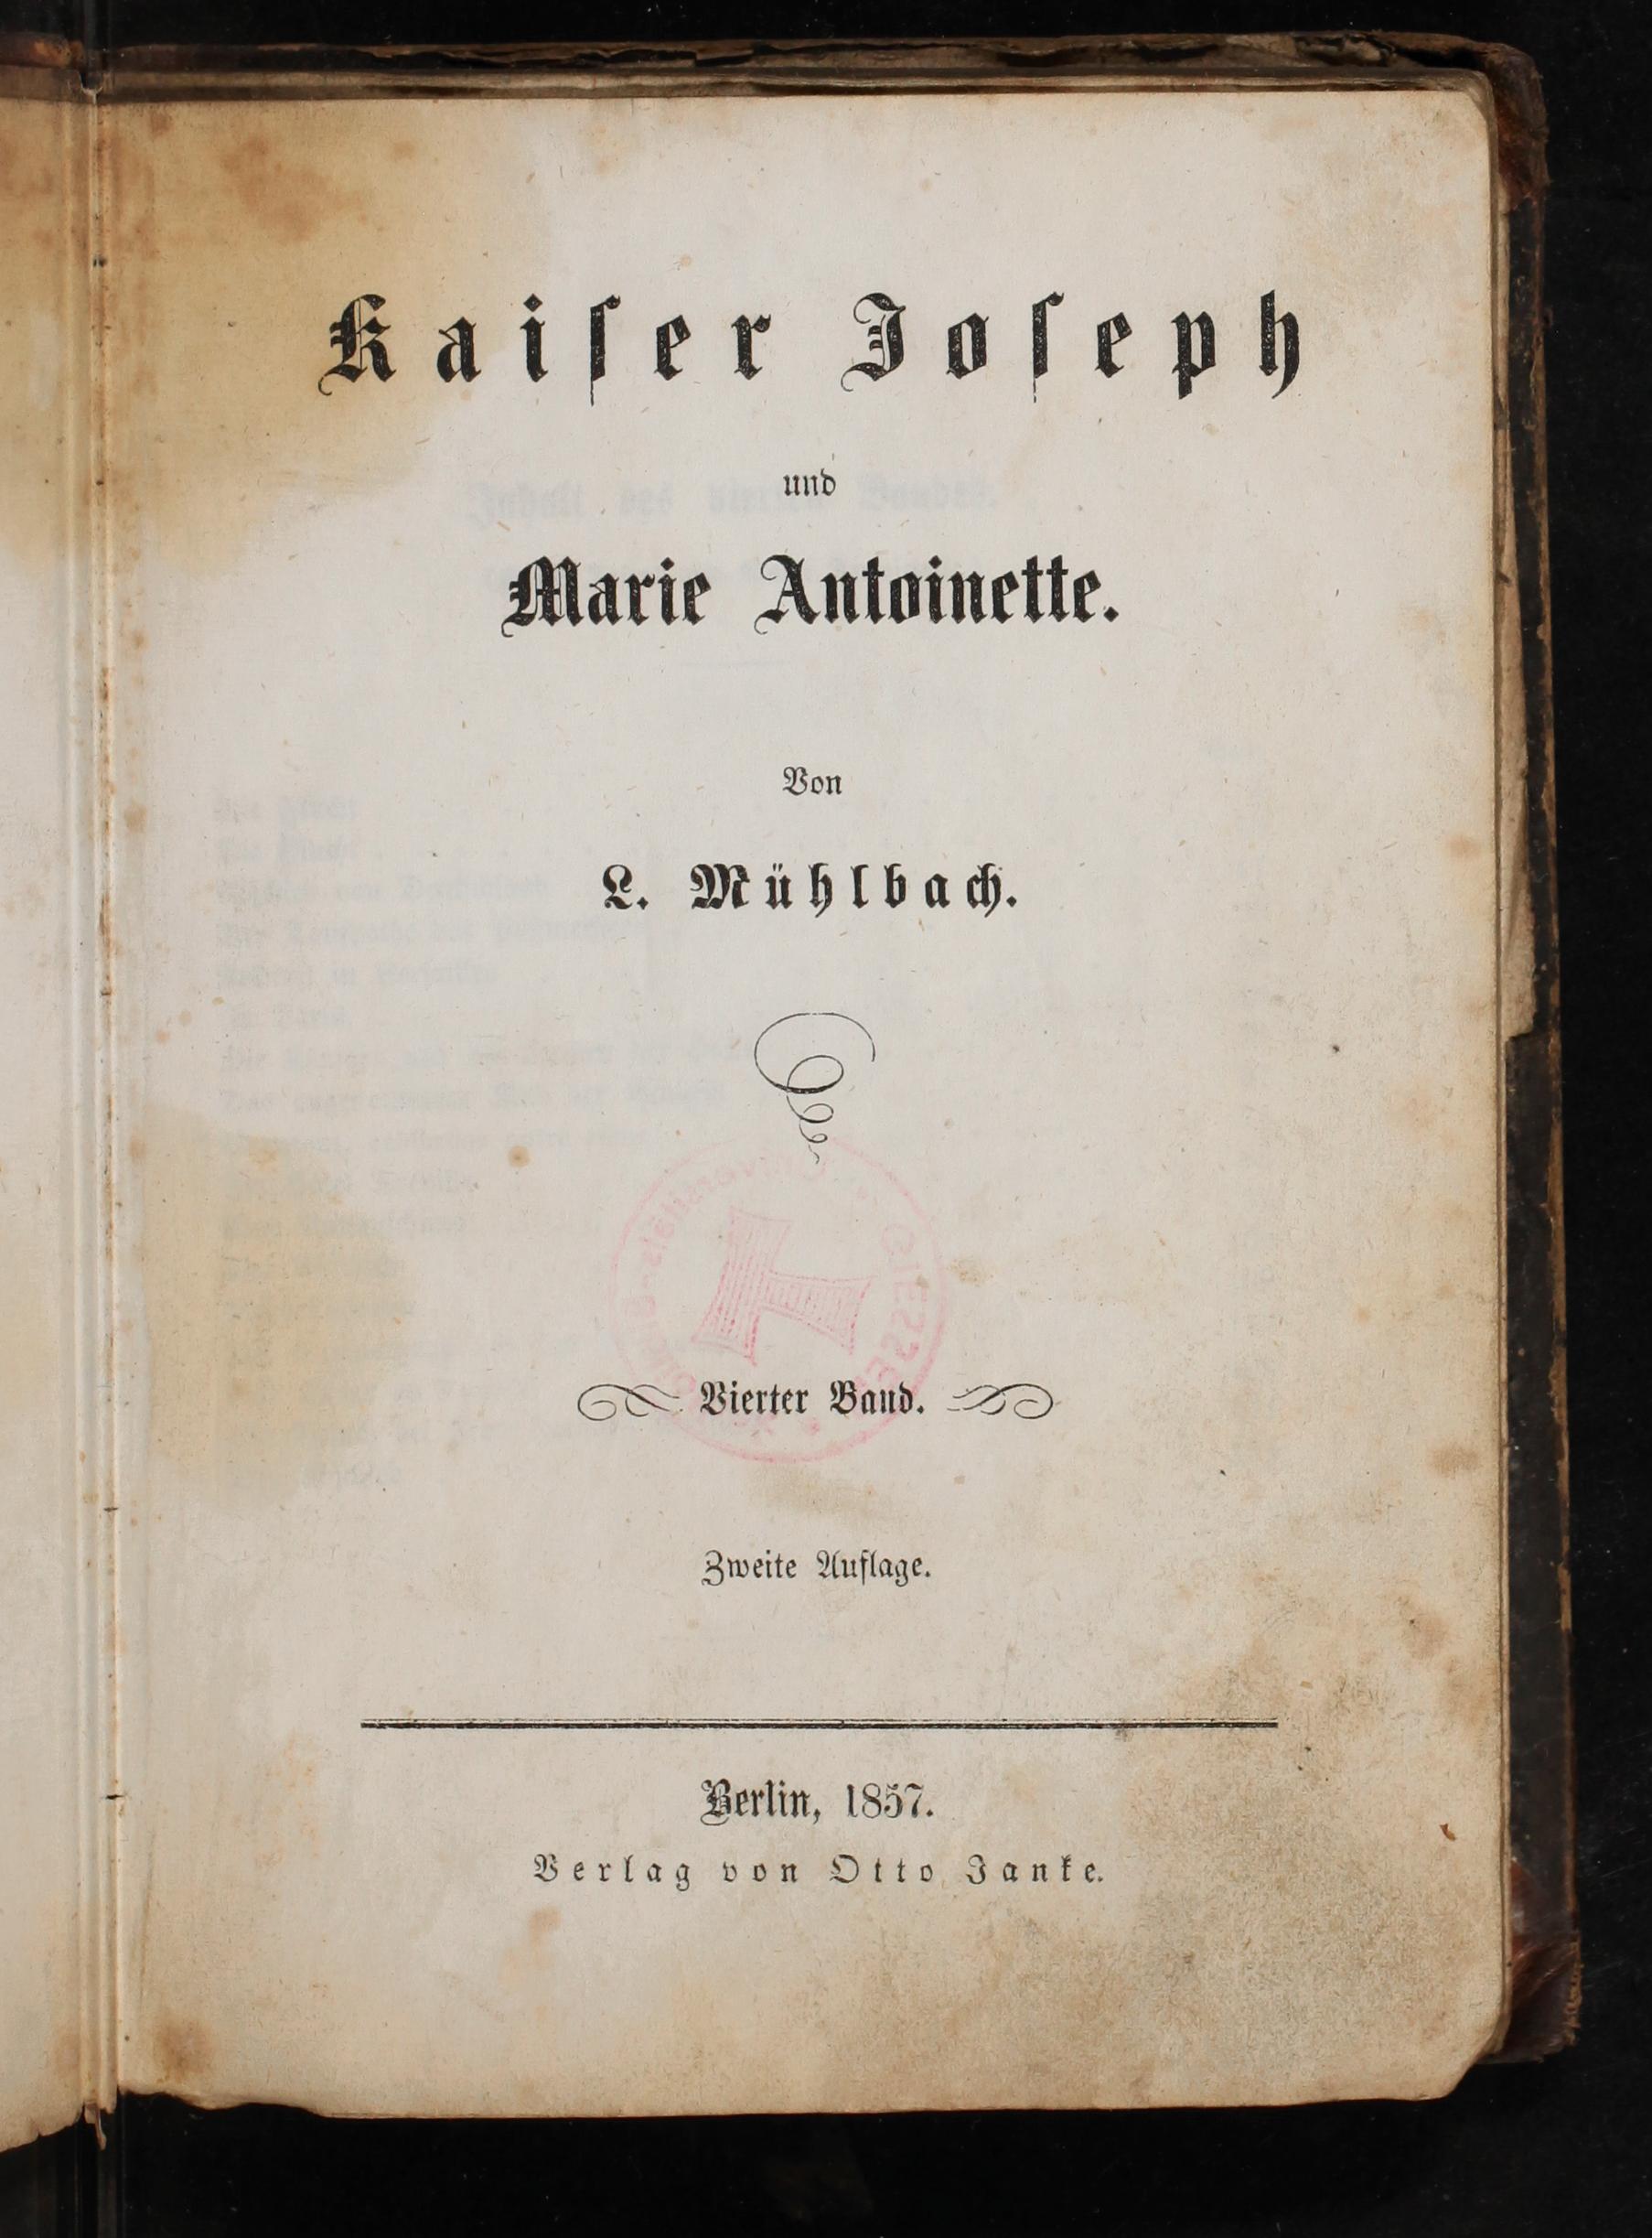 Kaiſer Joſeph
und
Marie Antoinette.
Von
L. Mühlbach.
Vierter Band.
Zweite Auflage.
Berlin, 1857.
Verlag von Otto Janke.